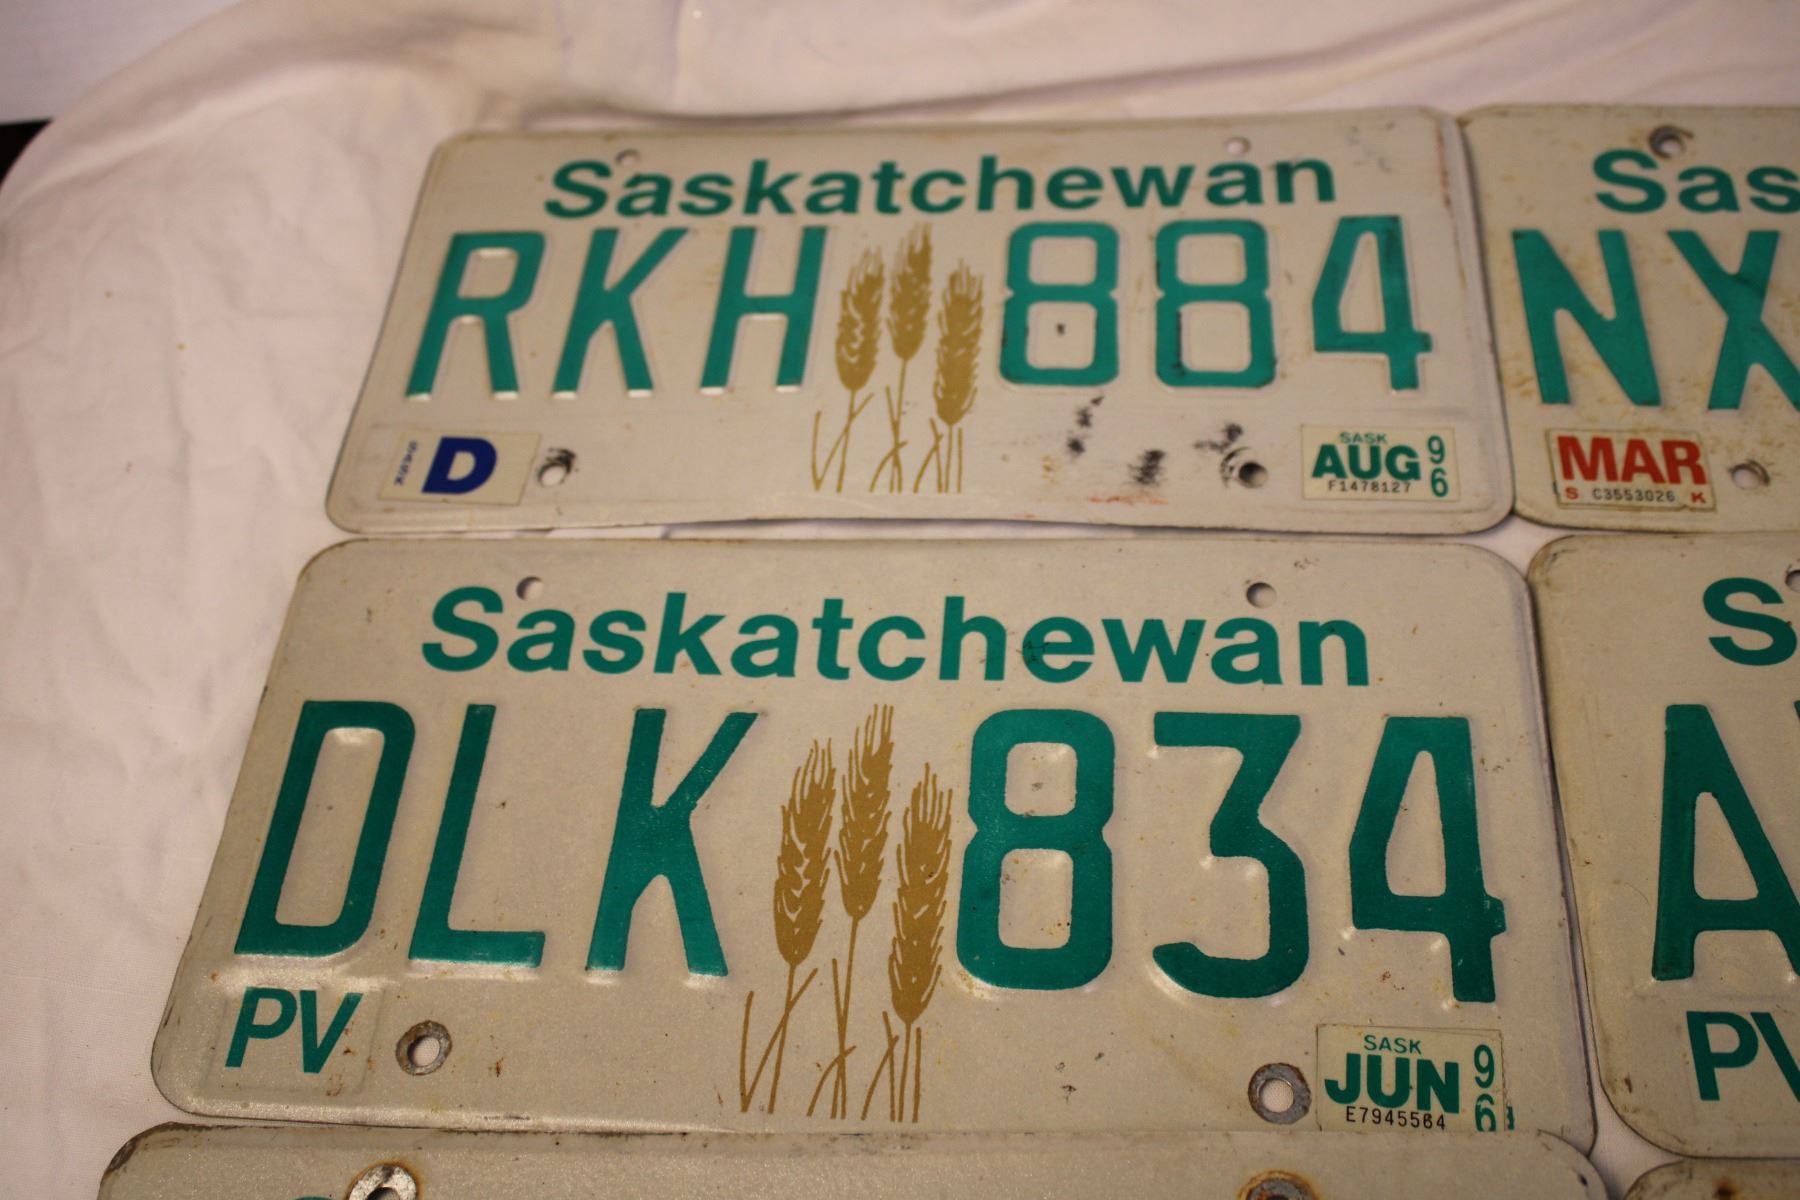 Saskatchewan
RKH 884
D
SASK
AUG 96
F1478127
Sas
NX
MAR
S C3553026 K
Saskatchewan
DLK 834
PV
SASK
JUN 96
E7945564
S
A
PV